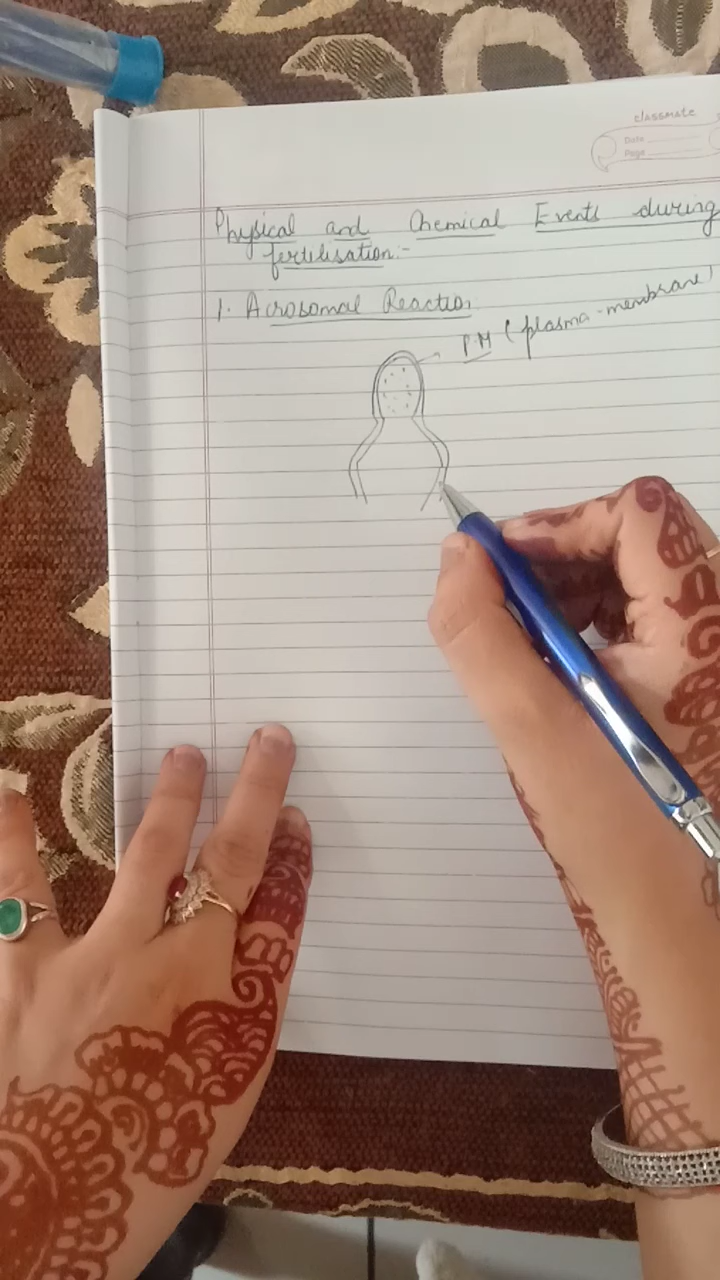 classmate
Date
Page
Physical and Chemical Events during
fertilisation:-
1. Acrosomal Reaction
P.M (plasma-membrane)